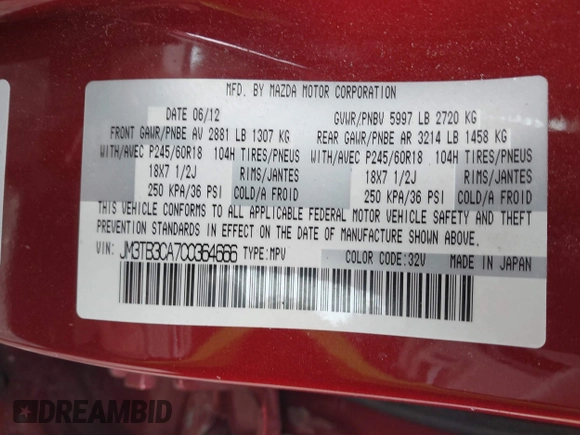 MFD. BY MAZDA MOTOR CORPORATION
DATE 06/12 GVWR/PNBV 5997 LB 2720 KG
FRONT GAWR/PNBE AV 2881 LB 1307 KG REAR GAWR/PNBE AR 3214 LB 1458 KG
WITH/AVEC P245/60R18 104H TIRES/PNEUS WITH/AVEC P245/60R18 104H TIRES/PNEUS
18X7 1/2J RIMS/JANTES 18X7 1/2J RIMS/JANTES
250 KPA/36 PSI COLD/A FROID 250 KPA/36 PSI COLD/A FROID
THIS VEHICLE CONFORMS TO ALL APPLICABLE FEDERAL MOTOR VEHICLE SAFETY AND THEFT
PREVENTION STANDARDS IN EFFECT ON THE DATE OF MANUFACTURE SHOWN ABOVE.
VIN: JM3TB3CA7C0364666 TYPE:MPV COLOR CODE:32V MADE IN JAPAN
DREAMBID